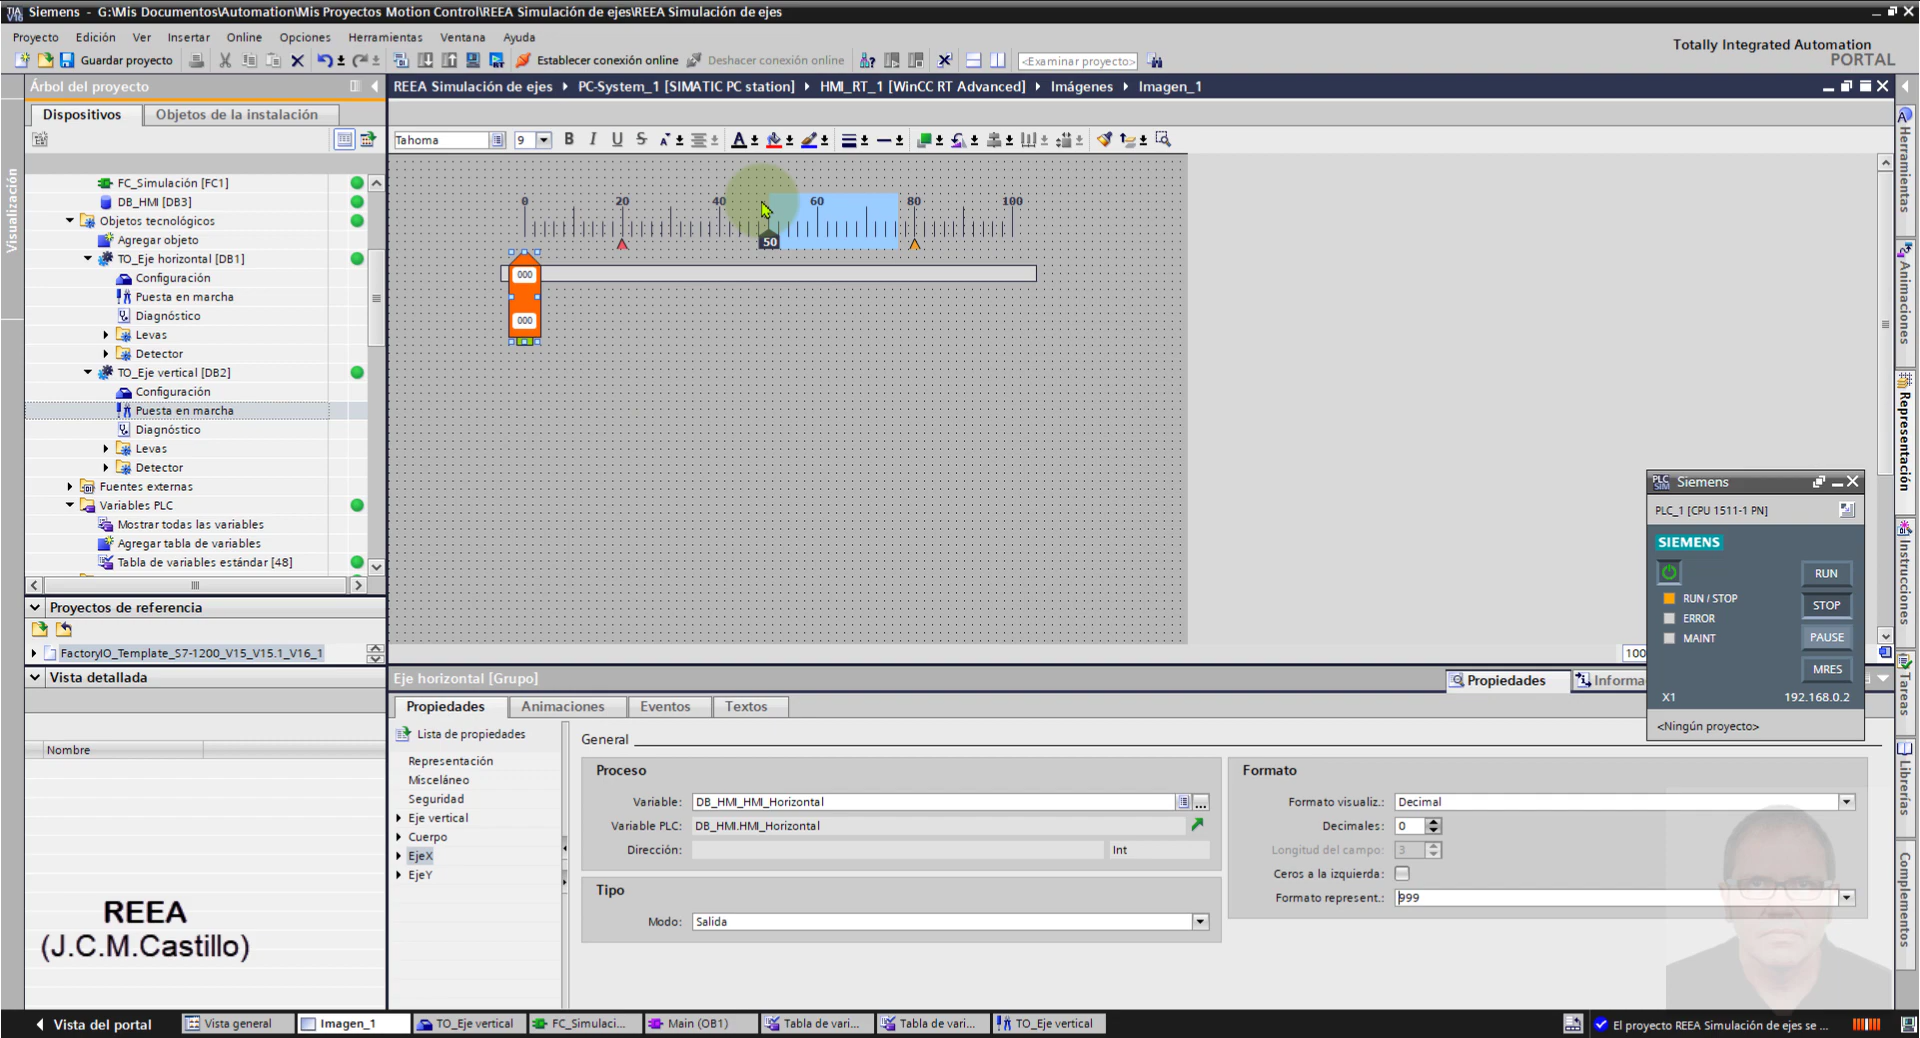 Siemens - G:\Mis Documentos\Automation\Mis Proyectos Motion Control\REEA Simulación de ejes\REEA Simulación de ejes
Proyecto Edición Ver Insertar Online Opciones Herramientas Ventana Ayuda
Totally Integrated Automation
PORTAL
Guardar proyecto Establecer conexión online Deshacer conexión online <Examinar proyecto>
Árbol del proyecto
REEA Simulación de ejes PC-System_1 [SIMATIC PC station] HMI_RT_1 [WinCC RT Advanced] Imágenes Imagen_1
Dispositivos Objetos de la instalación
Tahoma 9 B I U S
Visualización
FC_Simulación [FC1]
DB_HMI [DB3]
Objetos tecnológicos
Agregar objeto
TO_Eje horizontal [DB1]
Configuración
Puesta en marcha
Diagnóstico
Levas
Detector
TO_Eje vertical [DB2]
Configuración
Puesta en marcha
Diagnóstico
Levas
Detector
Fuentes externas
Variables PLC
Mostrar todas las variables
Agregar tabla de variables
Tabla de variables estándar [48]
0 20 40 60 80 100
50
000
000
Proyectos de referencia
FactoryIO_Template_S7-1200_V15_V15.1_V16_1
Vista detallada
Nombre
REEA
(J.C.M.Castillo)
100
Siemens
PLC_1 [CPU 1511-1 PN]
SIEMENS
RUN
RUN / STOP
STOP
ERROR
MAINT
PAUSE
MRES
X1 192.168.0.2
<Ningún proyecto>
Herramientas
Animaciones
Representación
Instrucciones
Tareas
Librerías
Complementos
Eje horizontal [Grupo]
Propiedades Informa
Propiedades Animaciones Eventos Textos
Lista de propiedades
Representación
Misceláneo
Seguridad
Eje vertical
Cuerpo
EjeX
EjeY
General
Proceso
Variable: DB_HMI_HMI_Horizontal
Variable PLC: DB_HMI.HMI_Horizontal
Dirección: Int
Tipo
Modo: Salida
Formato
Formato visualiz.: Decimal
Decimales: 0
Longitud del campo: 3
Ceros a la izquierda:
Formato represent.: 999
Vista del portal Vista general Imagen_1 TO_Eje vertical FC_Simulaci... Main (OB1) Tabla de vari... Tabla de vari... TO_Eje vertical
El proyecto REEA Simulación de ejes se ...